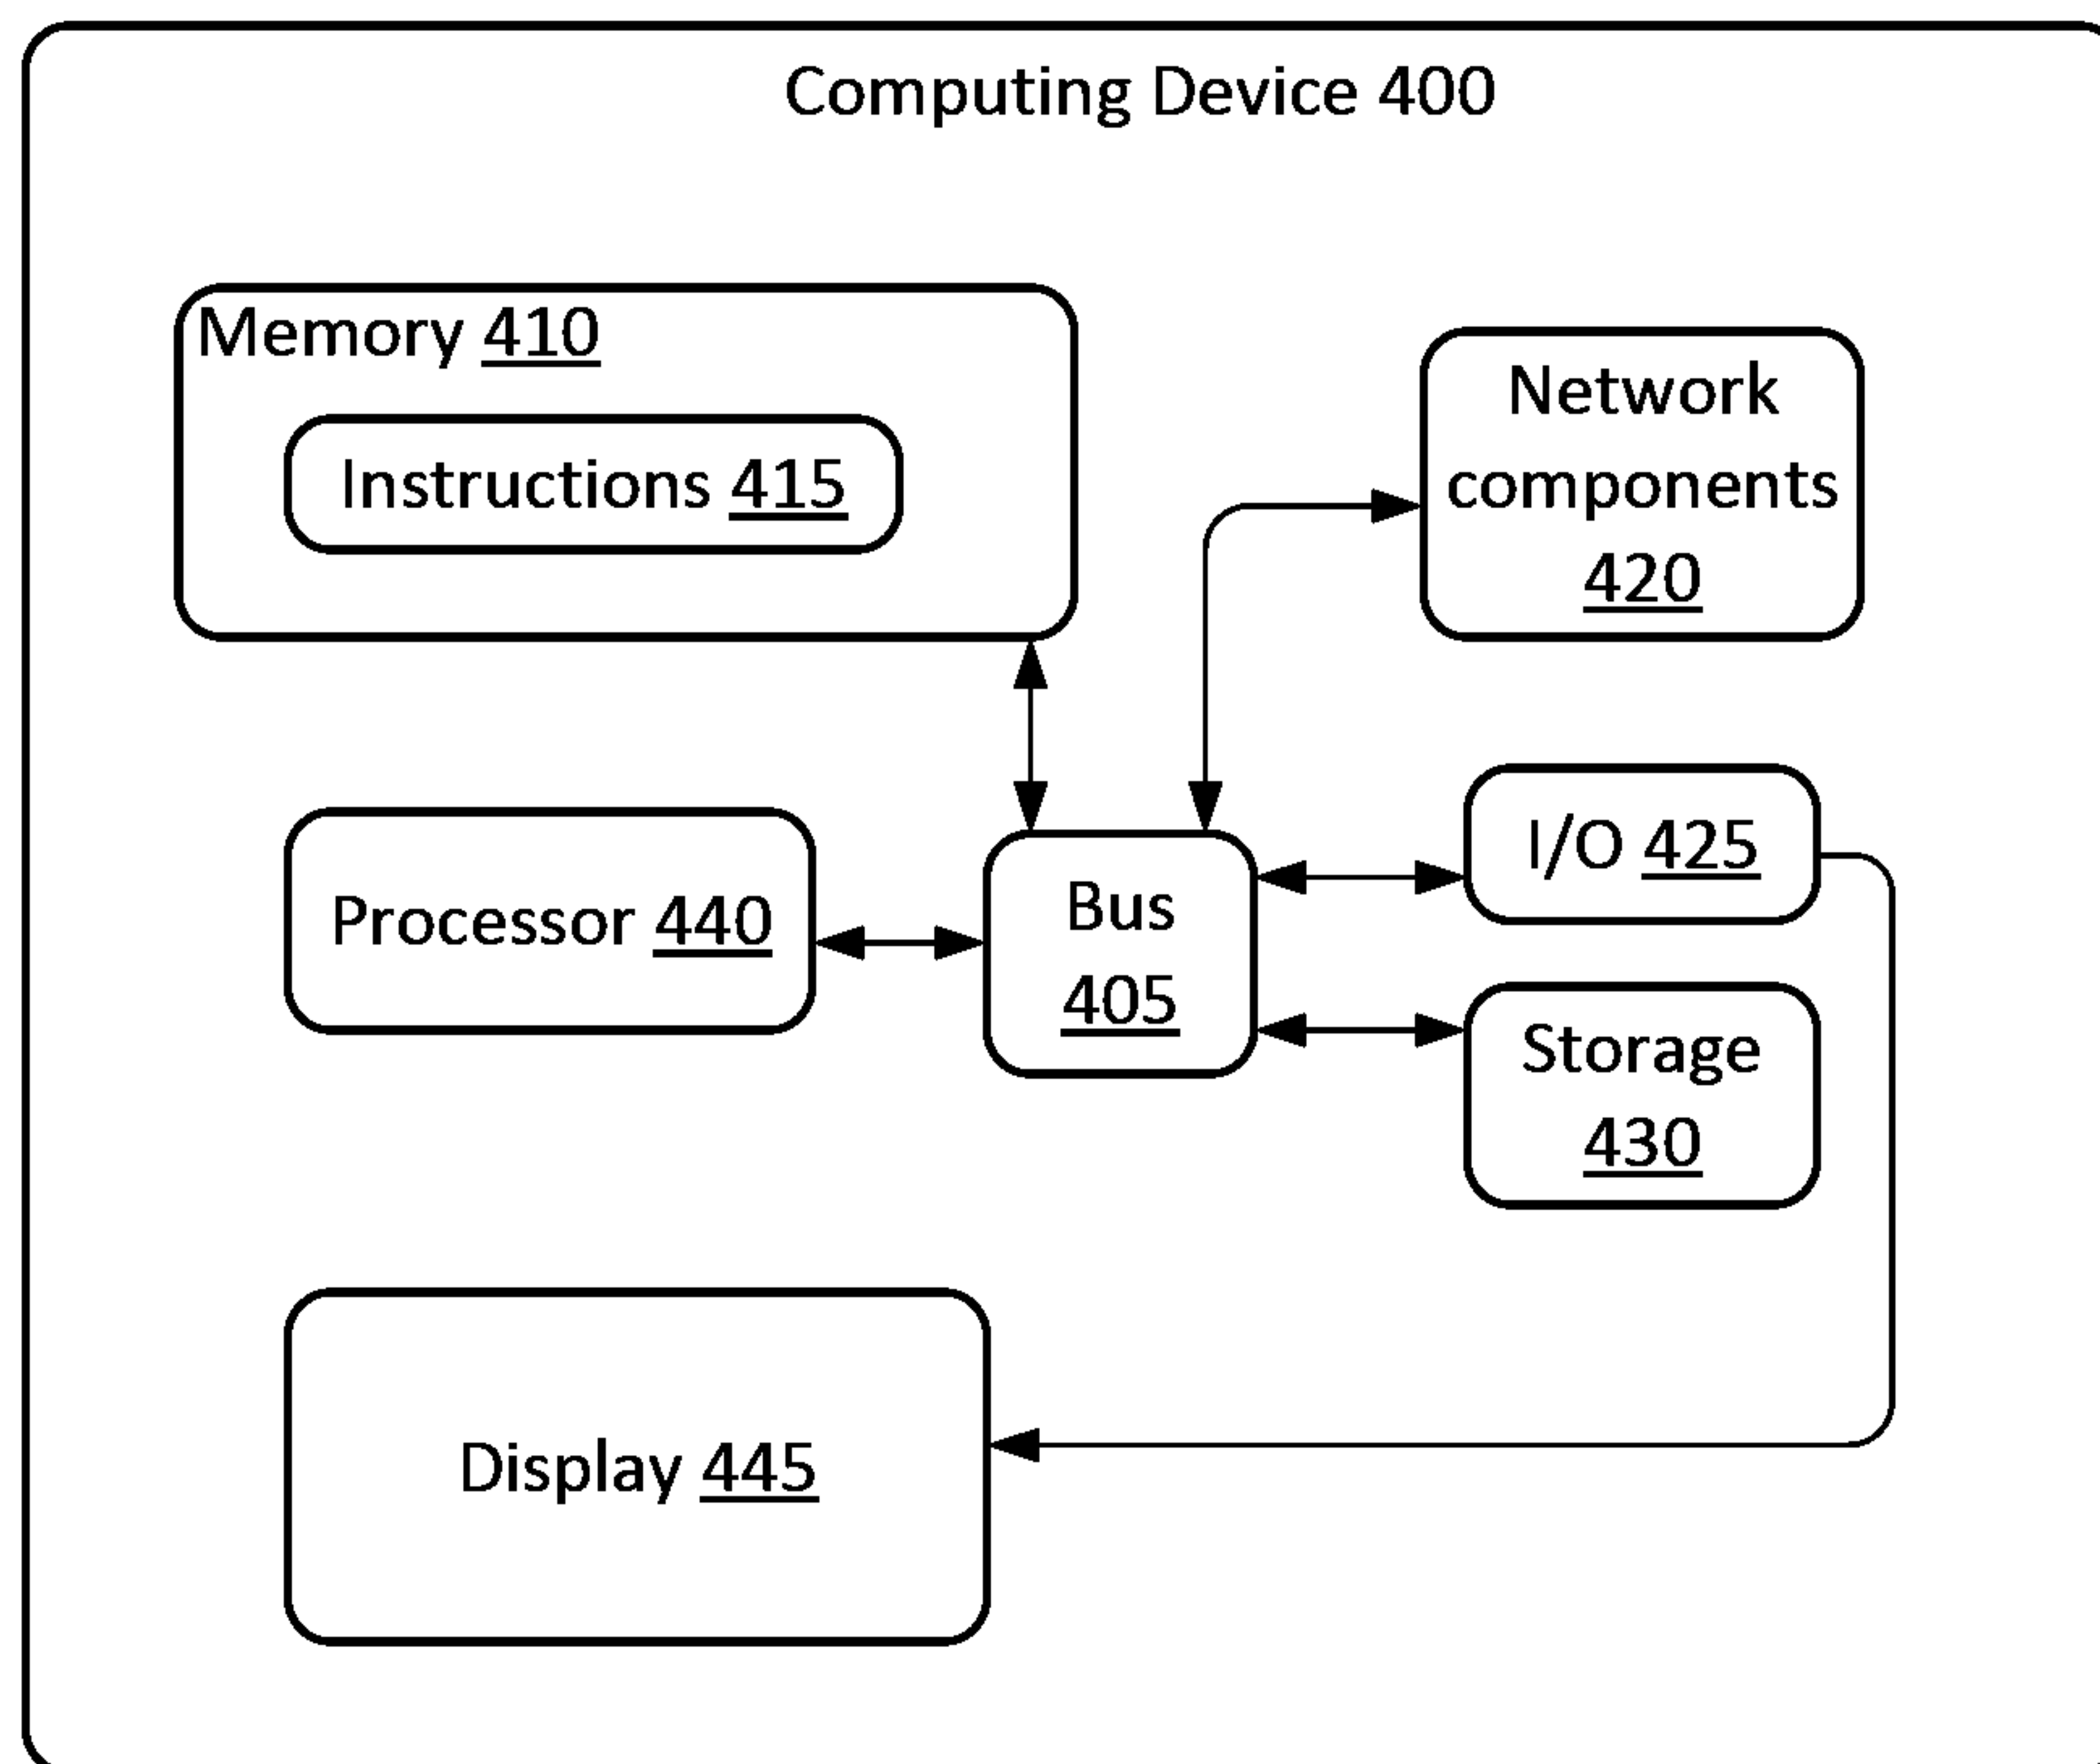 Computing Device 400
Memory 410
Instructions 415
Network
components
420
Processor 440
Bus
405
I/O 425
Storage
430
Display 445